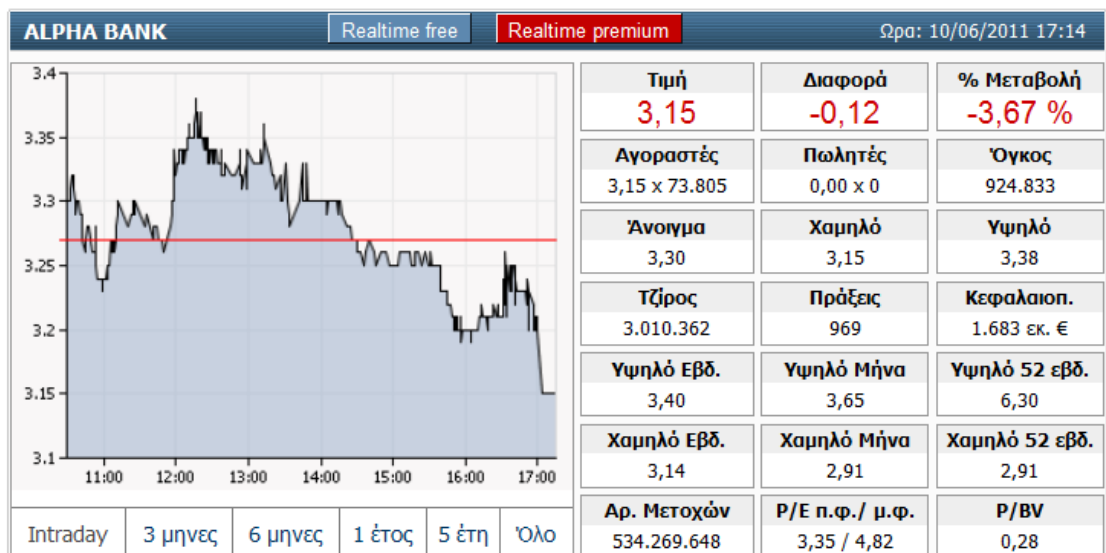 ALPHA BANK Realtime free Realtime premium Ωρα: 10/06/2011 17:14
3.4
3.35
3.3
3.25
3.2
3.15
3.1
11:00 12:00 13:00 14:00 15:00 16:00 17:00
Intraday 3 μηνες 6 μηνες 1 έτος 5 έτη Όλο
Τιμή Διαφορά % Μεταβολή
3,15 -0,12 -3,67 %
Αγοραστές Πωλητές Όγκος
3,15 x 73.805 0,00 x 0 924.833
Άνοιγμα Χαμηλό Υψηλό
3,30 3,15 3,38
Τζίρος Πράξεις Κεφαλαιοπ.
3.010.362 969 1.683 εκ. €
Υψηλό Εβδ. Υψηλό Μήνα Υψηλό 52 εβδ.
3,40 3,65 6,30
Χαμηλό Εβδ. Χαμηλό Μήνα Χαμηλό 52 εβδ.
3,14 2,91 2,91
Αρ. Μετοχών P/E π.φ./ μ.φ. P/BV
534.269.648 3,35 / 4,82 0,28